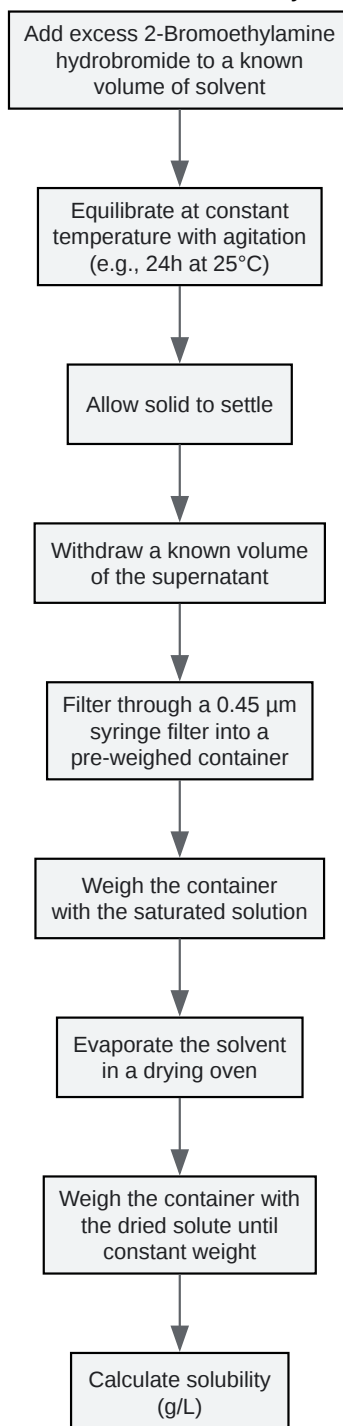 Add excess 2-Bromoethylamine
hydrobromide to a known
volume of solvent
Equilibrate at constant
temperature with agitation
(e.g., 24h at 25°C)
Allow solid to settle
Withdraw a known volume
of the supernatant
Filter through a 0.45 µm
syringe filter into a
pre-weighed container
Weigh the container
with the saturated solution
Evaporate the solvent
in a drying oven
Weigh the container with
the dried solute until
constant weight
Calculate solubility
(g/L)